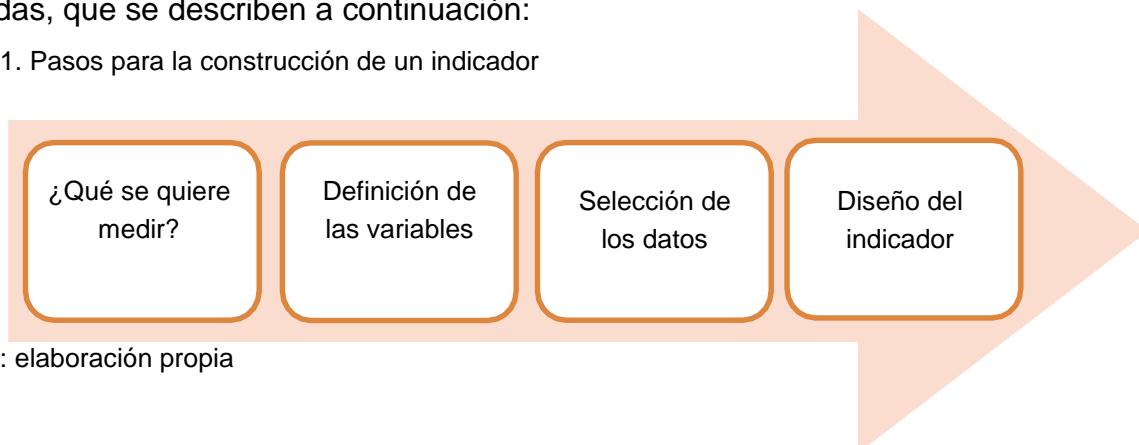 das, que se describen a continuación:
1. Pasos para la construcción de un indicador
¿Qué se quiere
medir?
Definición de
las variables
Selección de
los datos
Diseño del
indicador
: elaboración propia